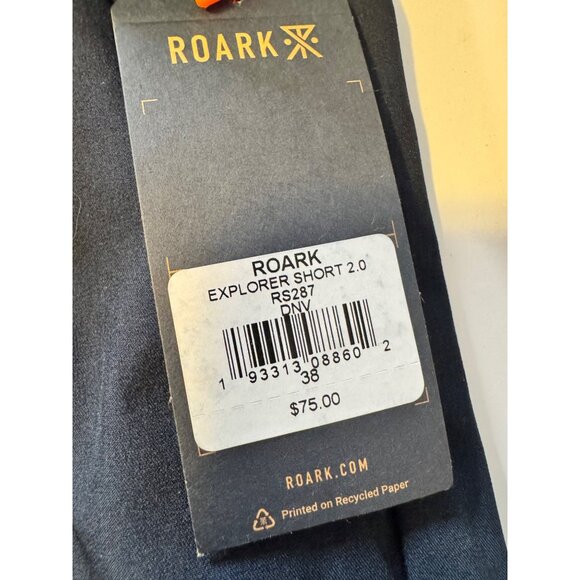 ROARK
ROARK
EXPLORER SHORT 2.0
RS287
DNV
1 93313 08860 2
38
$75.00
ROARK.COM
Printed on Recycled Paper